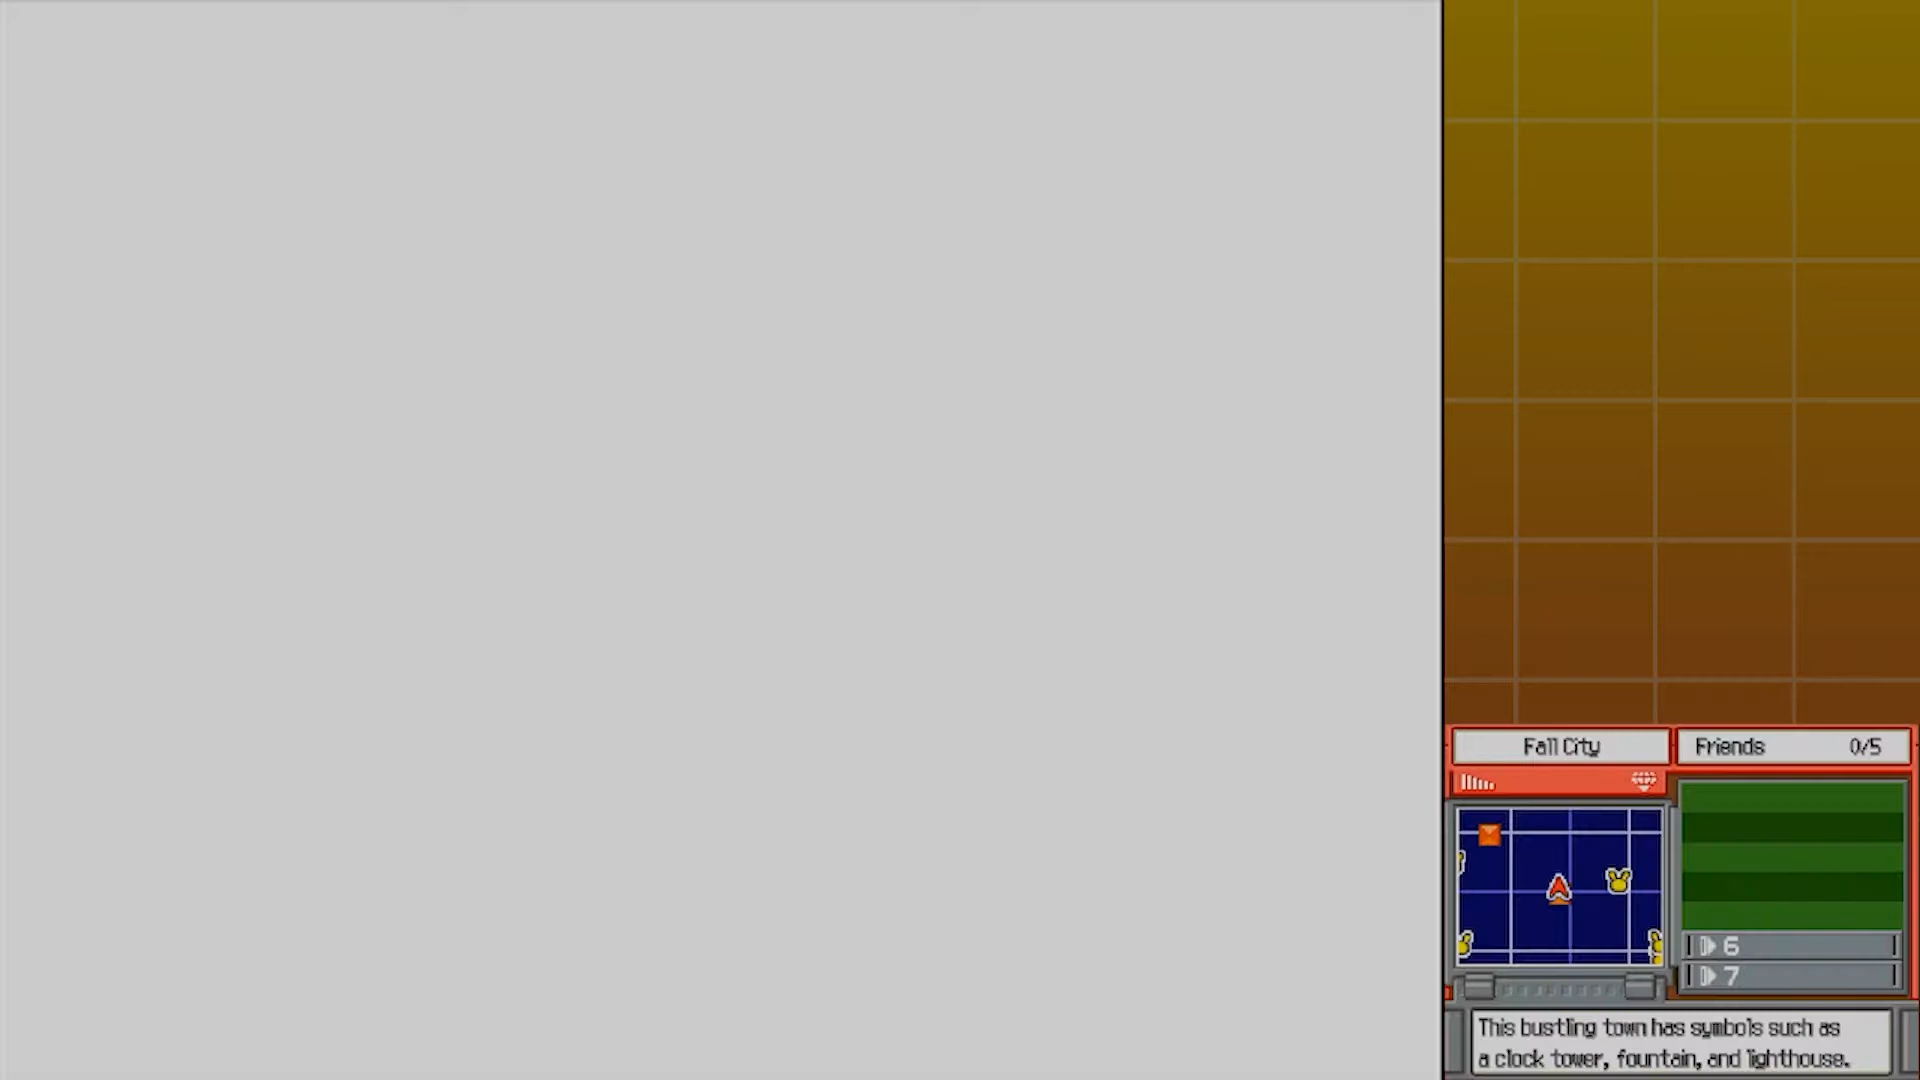 Fall City
Friends 0/5
6
7
This bustling town has symbols such as
a clock tower, fountain, and lighthouse.